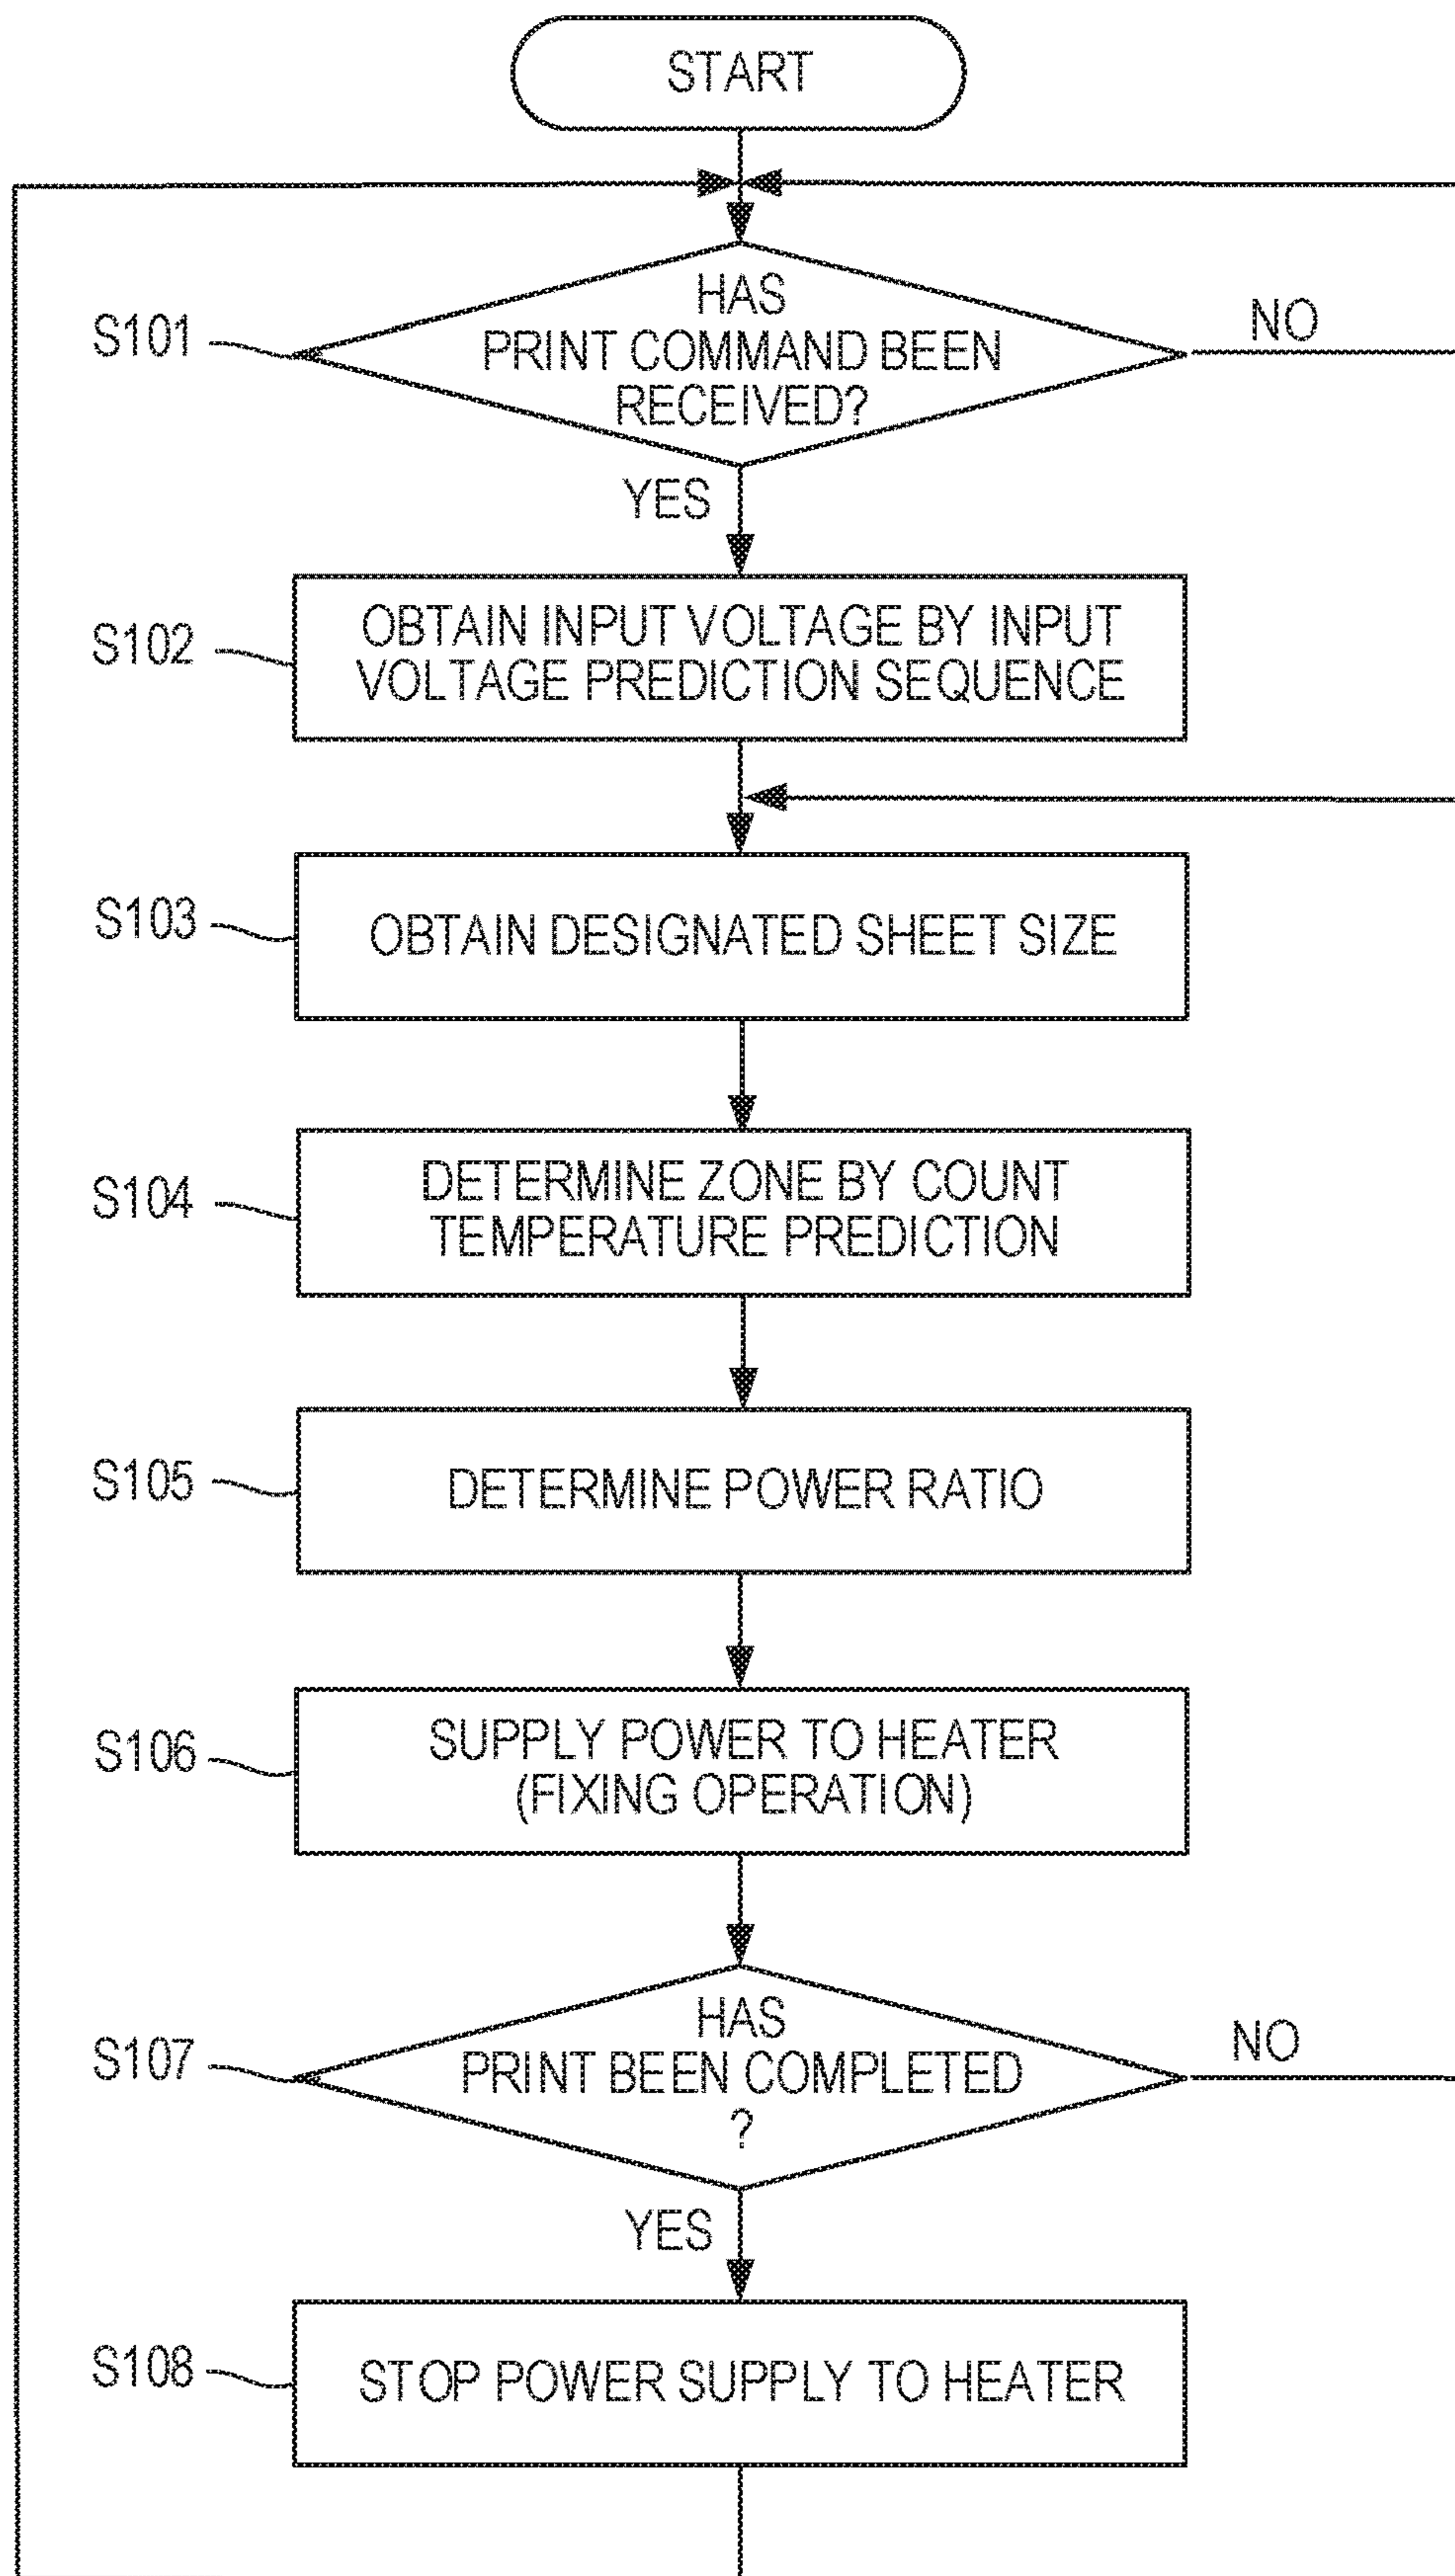 START
HAS
S101
PRINT COMMAND BEEN
NO
RECEIVED?
YES
S102
OBTAIN INPUT VOLTAGE BY INPUT
VOLTAGE PREDICTION SEQUENCE
S103
OBTAIN DESIGNATED SHEET SIZE
S104
DETERMINE ZONE BY COUNT
TEMPERATURE PREDICTION
S105
DETERMINE POWER RATIO
S106
SUPPLY POWER TO HEATER
(FIXING OPERATION)
HAS
S107
PRINT BEEN COMPLETED
NO
?
YES
S108
STOP POWER SUPPLY TO HEATER